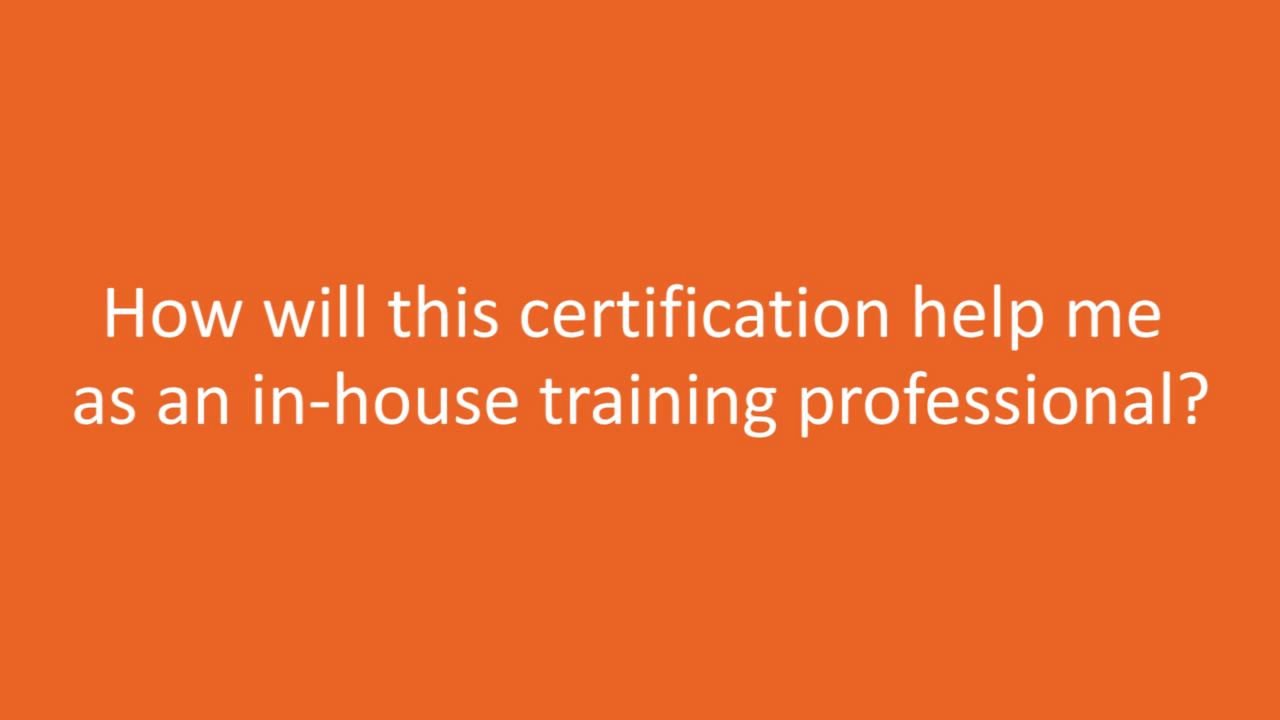 How will this certification help me
as an in-house training professional?